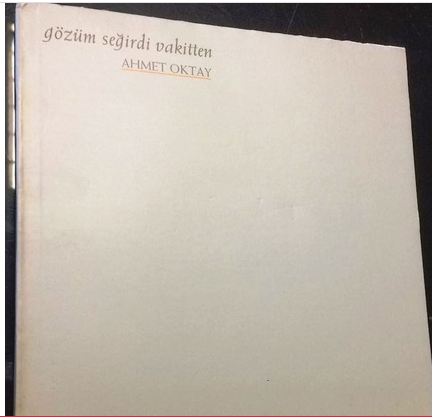 gözüm seğirdi vakitten
AHMET OKTAY